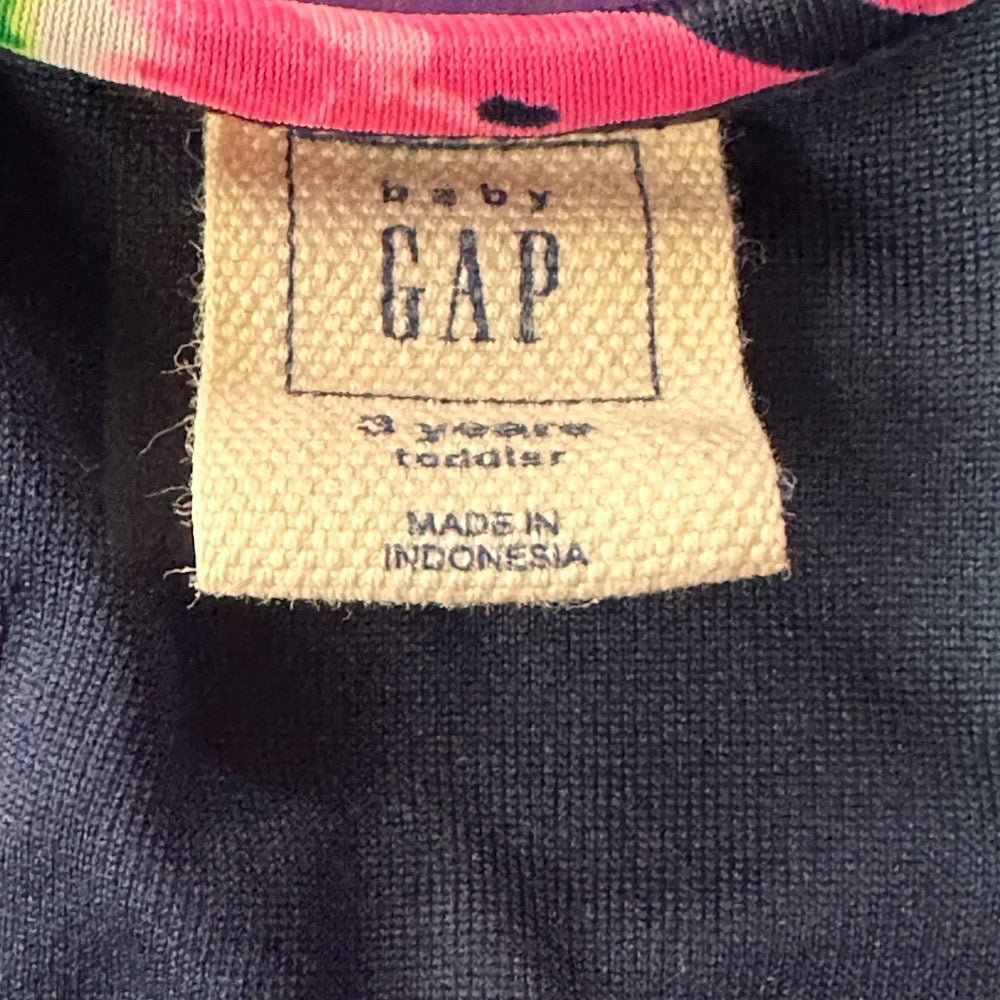 baby
GAP
3 years
toddler
MADE IN
INDONESIA